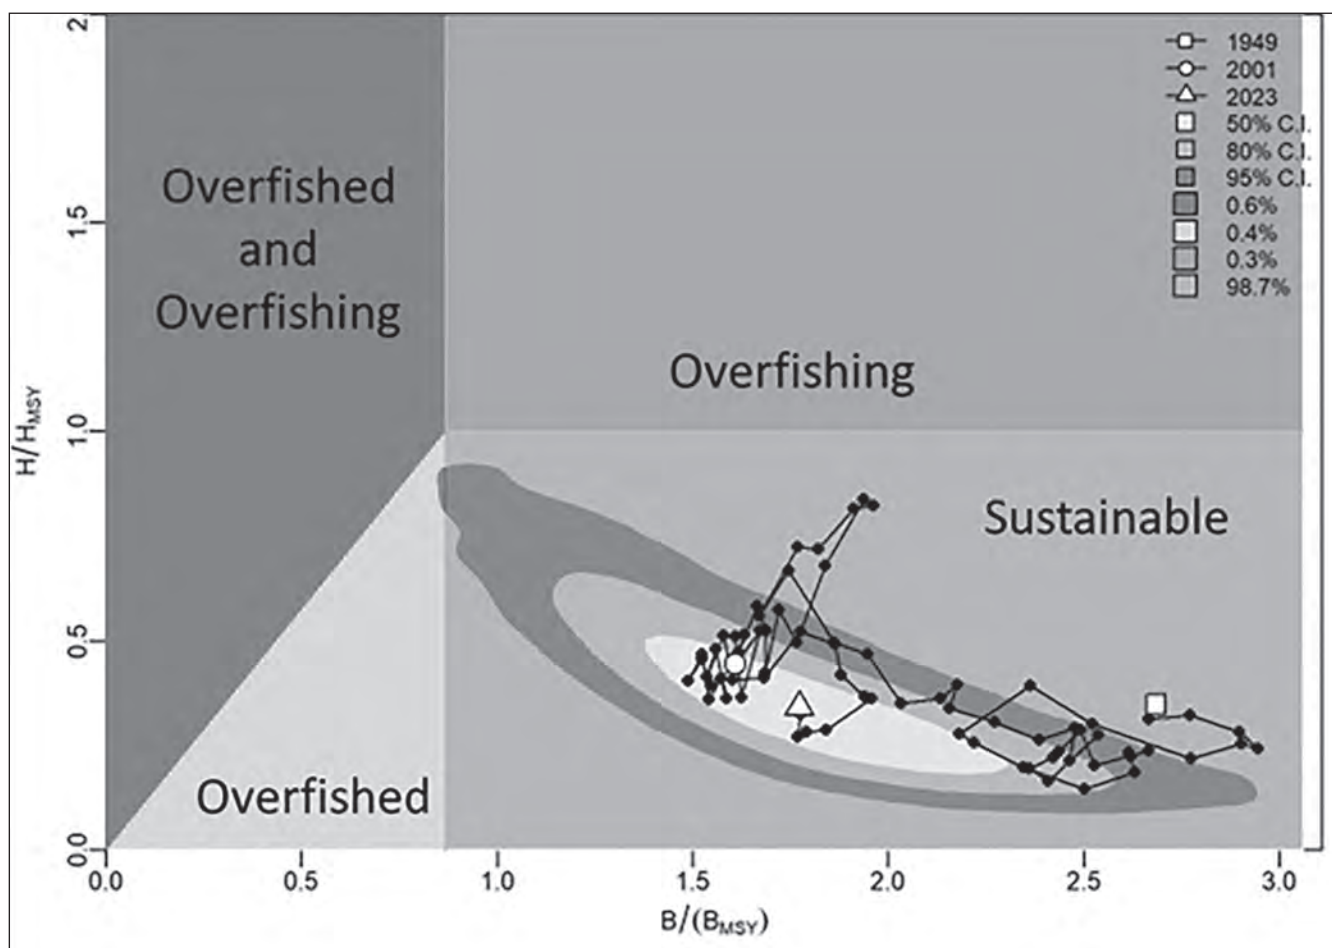 2.
1949
2001
2023
50% C.I.
80% C.I.
95% C.I.
0.6%
0.4%
0.3%
98.7%
Overfished
and
Overfishing
1.5
Overfishing
1.0
H/HMSY
Sustainable
0.5
Overfished
0.0
0.0 0.5 1.0 1.5 2.0 2.5 3.0
B/(BMSY)